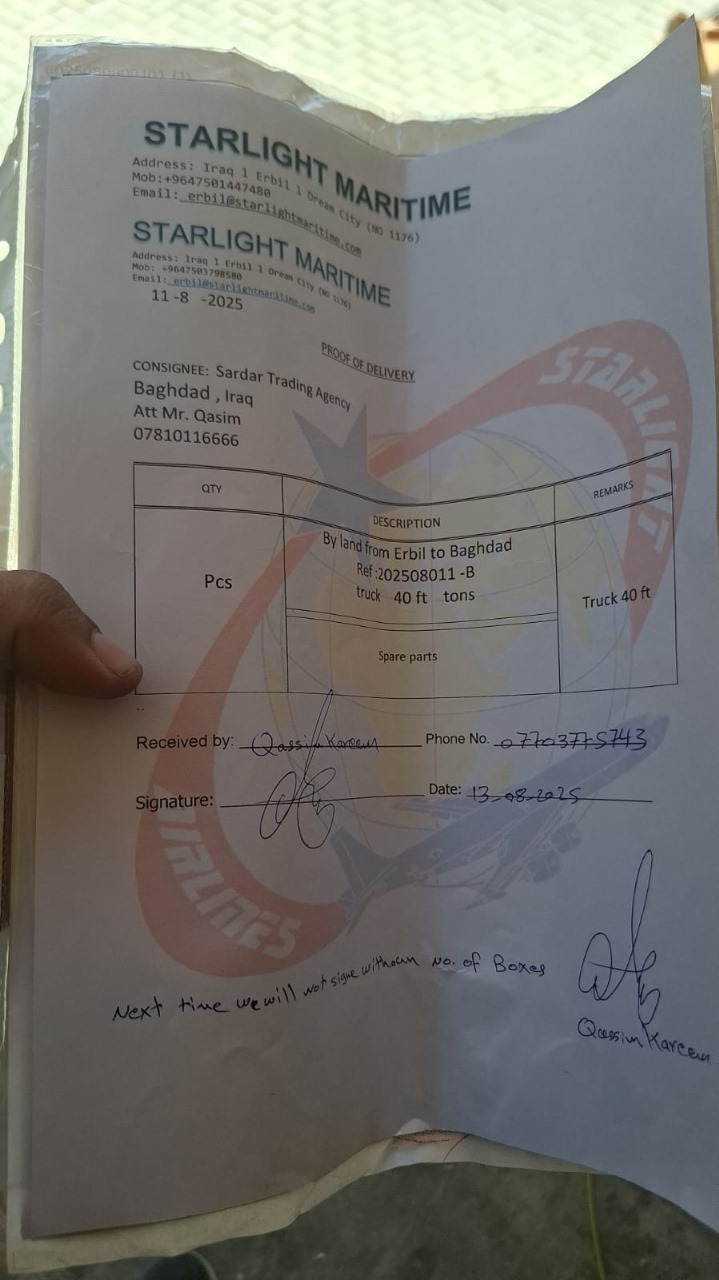 STARLIGHT MARITIME
Address: Iraq 1 Erbil 1 Dream City (NO 1176)
Mob:+9647501447480
Email: erbil@starlightmaritime.com
STARLIGHT MARITIME
Address: Iraq 1 Erbil 1 Dream City (NO 1176)
Mob: +9647503798580
Email: erbil@starlightmaritime.com
11-8 -2025
PROOF OF DELIVERY
CONSIGNEE: Sardar Trading Agency
Baghdad , Iraq
Att Mr. Qasim
07810116666
QTY DESCRIPTION REMARKS
Pcs
By land from Erbil to Baghdad
Ref:202508011 -B
truck 40 ft tons
Truck 40 ft
Spare parts
Received by: Qassim Kareem Phone No. 07703775743
Signature: Date: 13-08-2025
STARLIGHT
AIRLINES
Next time we will not signe withoun No. of Boxes
Qassim Kareem